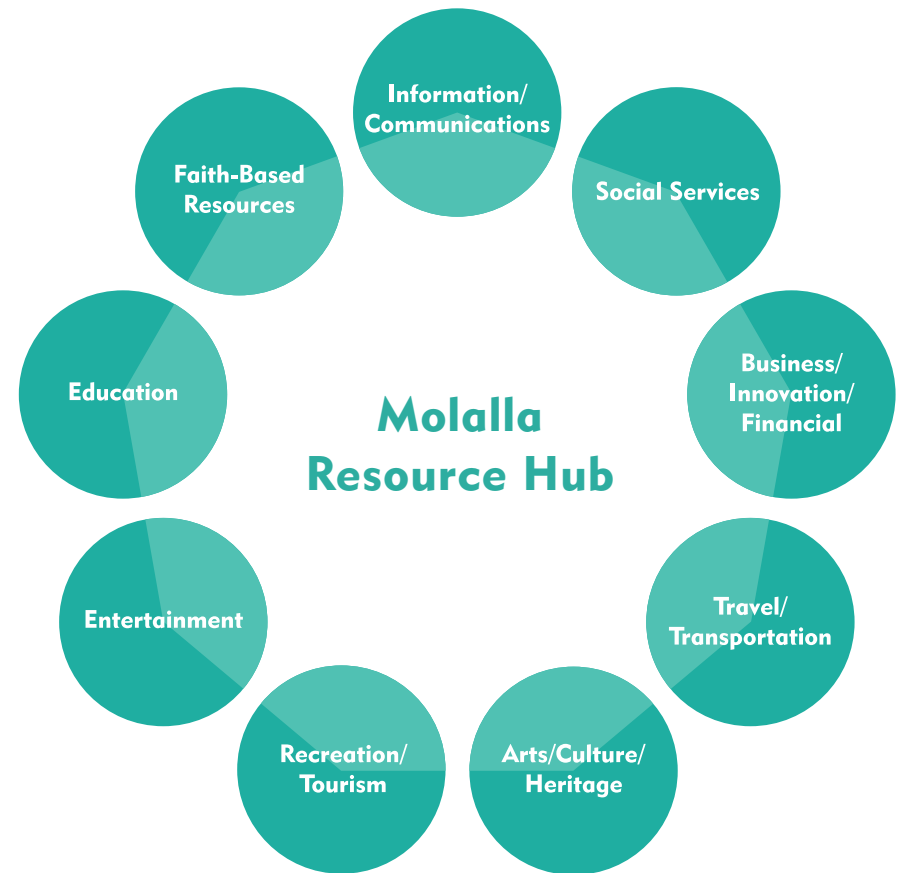 Information/
Communications
Social Services
Business/
Innovation/
Financial
Travel/
Transportation
Arts/Culture/
Heritage
Recreation/
Tourism
Entertainment
Education
Faith-Based
Resources
Molalla
Resource Hub